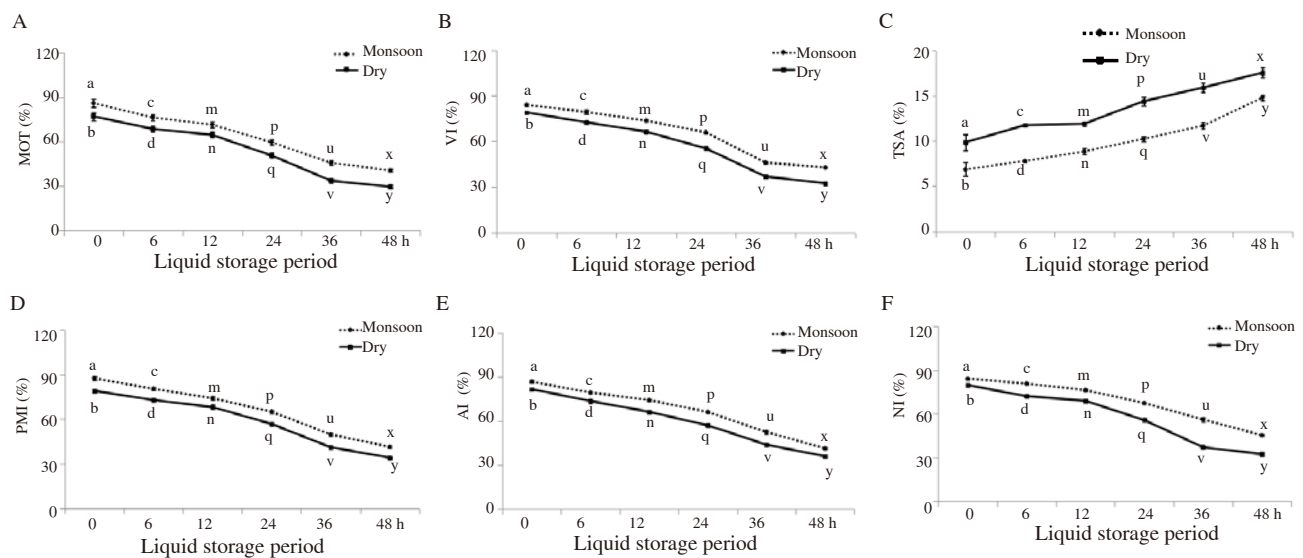 A
120
90
60
30
0
MOT (%)
Monsoon
Dry
a
c
m
p
u
x
b
d
n
q
v
y
0 6 12 24 36 48 h
Liquid storage period
B
120
90
60
30
0
VI (%)
Monsoon
Dry
a
c
m
p
u
x
b
d
n
q
v
y
0 6 12 24 36 48 h
Liquid storage period
C
20
15
10
5
0
TSA (%)
Monsoon
Dry
a
c
m
p
u
x
b
d
n
q
v
y
0 6 12 24 36 48 h
Liquid storage period
D
120
90
60
30
0
PMI (%)
Monsoon
Dry
a
c
m
p
u
x
b
d
n
q
v
y
0 6 12 24 36 48 h
Liquid storage period
E
120
90
60
30
0
AI (%)
Monsoon
Dry
a
c
m
p
u
x
b
d
n
q
v
y
0 6 12 24 36 48 h
Liquid storage period
F
120
90
60
30
0
NI (%)
Monsoon
Dry
a
c
m
p
u
x
b
d
n
q
v
y
0 6 12 24 36 48 h
Liquid storage period